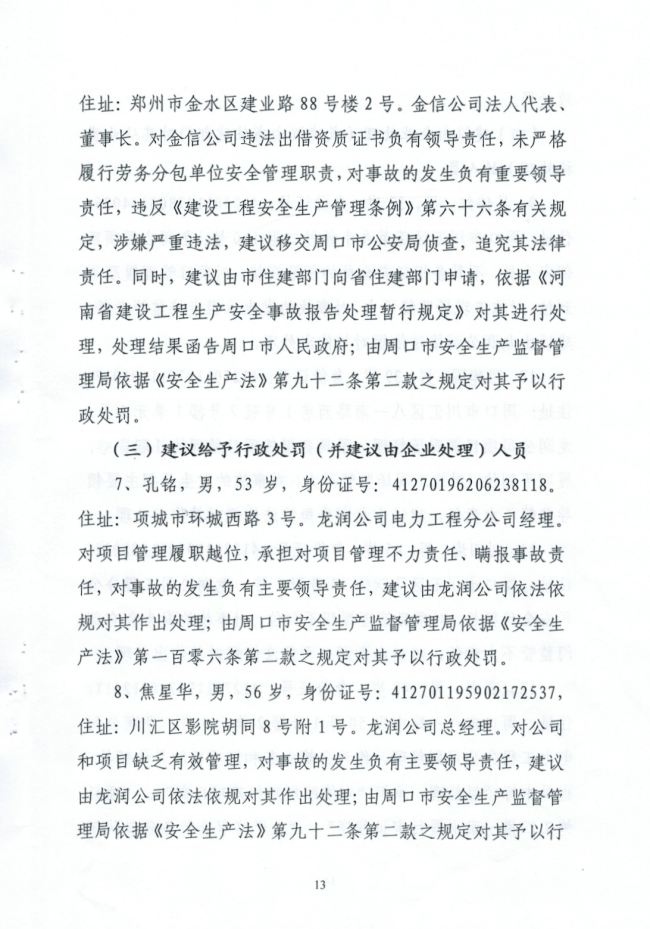 住址：郑州市金水区建业路88号楼2号。金信公司法人代表、
董事长。对金信公司违法出借资质证书负有领导责任，未严格
履行劳务分包单位安全管理职责，对事故的发生负有重要领导
责任，违反《建设工程安全生产管理条例》第六十六条有关规
定，涉嫌严重违法，建议移交周口市公安局侦查，追究其法律
责任。同时，建议由市住建部门向省住建部门申请，依据《河
南省建设工程生产安全事故报告处理暂行规定》对其进行处
理，处理结果函告周口市人民政府；由周口市安全生产监督管
理局依据《安全生产法》第九十二条第二款之规定对其予以行
政处罚。
（三）建议给予行政处罚（并建议由企业处理）人员
7、孔铭，男，53岁，身份证号：41270196206238118。
住址：项城市环城西路3号。龙润公司电力工程分公司经理。
对项目管理履职越位，承担对项目管理不力责任、瞒报事故责
任，对事故的发生负有主要领导责任，建议由龙润公司依法依
规对其作出处理；由周口市安全生产监督管理局依据《安全生
产法》第一百零六条第二款之规定对其予以行政处罚。
8、焦星华，男，56岁，身份证号：412701195902172537，
住址：川汇区影院胡同8号附1号。龙润公司总经理。对公司
和项目缺乏有效管理，对事故的发生负有主要领导责任，建议
由龙润公司依法依规对其作出处理；由周口市安全生产监督管
理局依据《安全生产法》第九十二条第二款之规定对其予以行
13